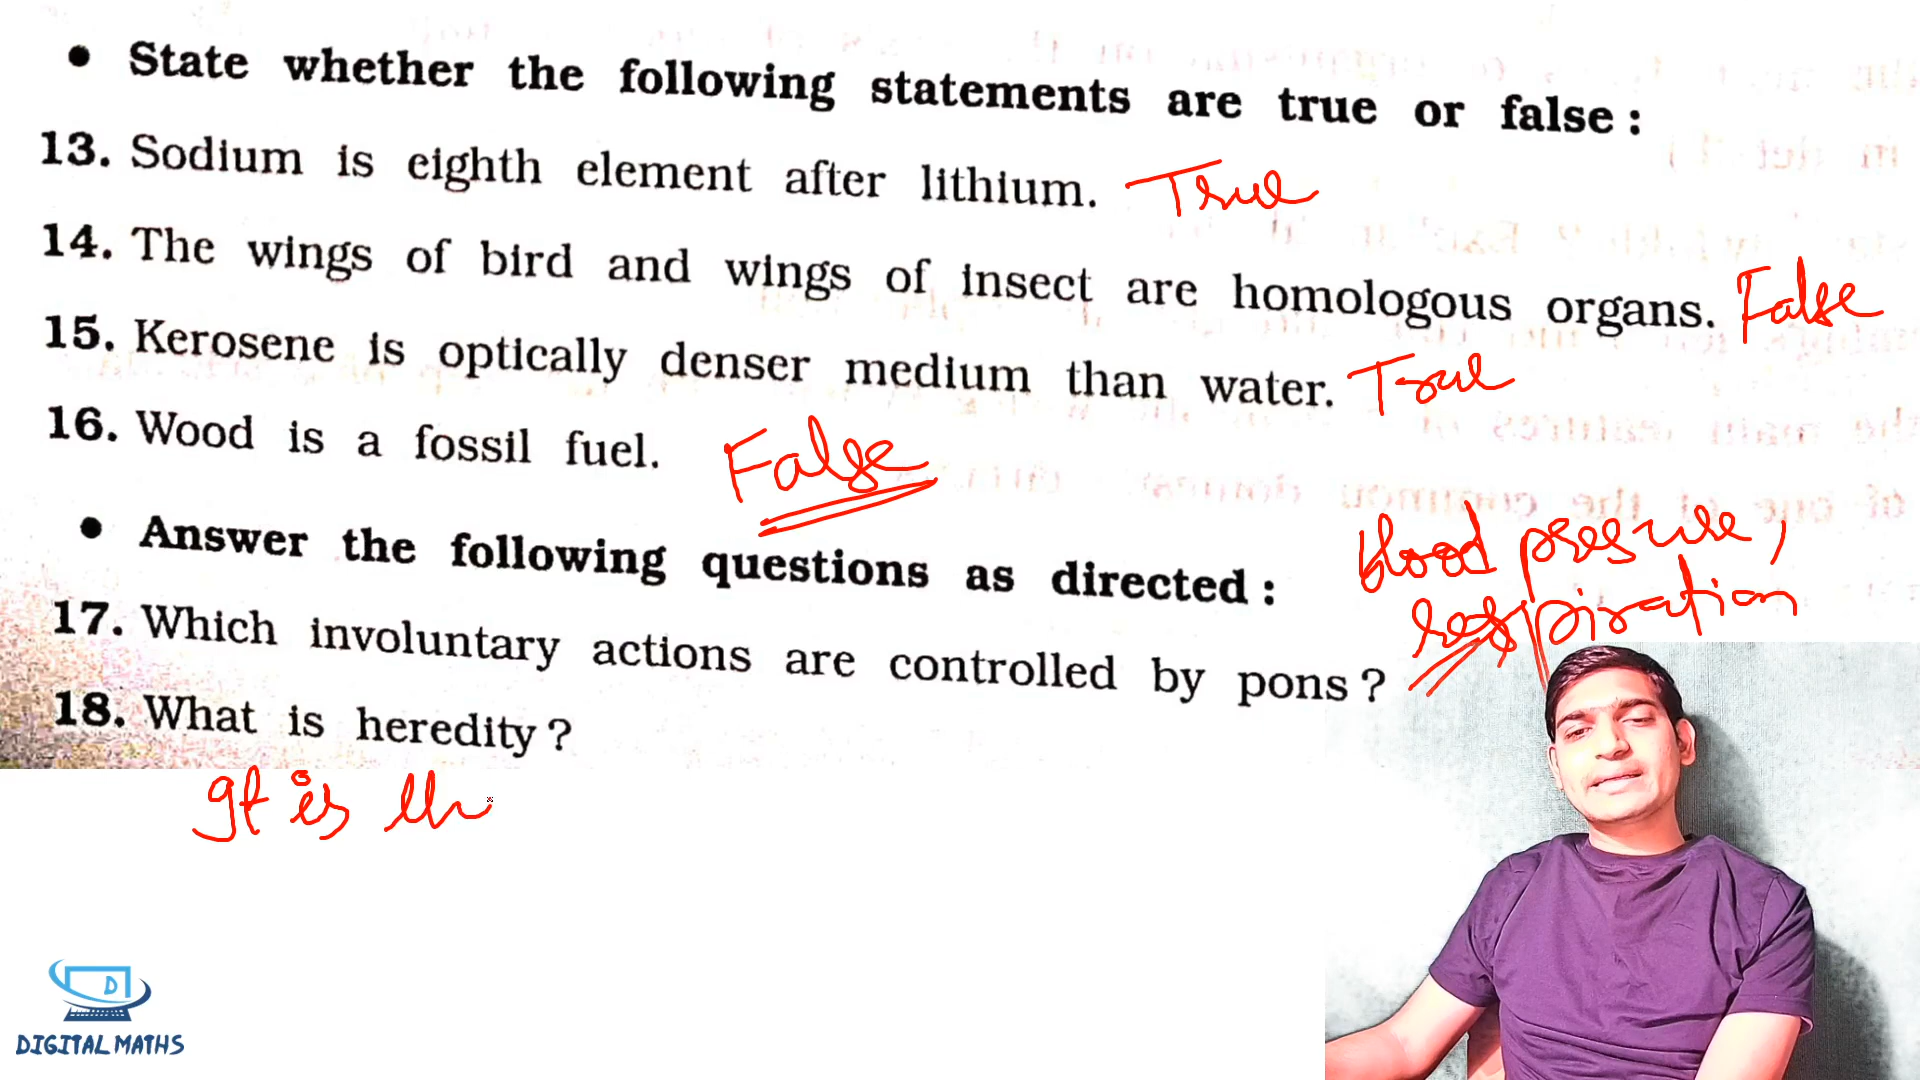 • State whether the following statements are true or false :
13. Sodium is eighth element after lithium. True
14. The wings of bird and wings of insect are homologous organs. False
15. Kerosene is optically denser medium than water. True
16. Wood is a fossil fuel. False
• Answer the following questions as directed :
blood pressure,
respiration
17. Which involuntary actions are controlled by pons ?
18. What is heredity ?
It is th
D
DIGITAL MATHS